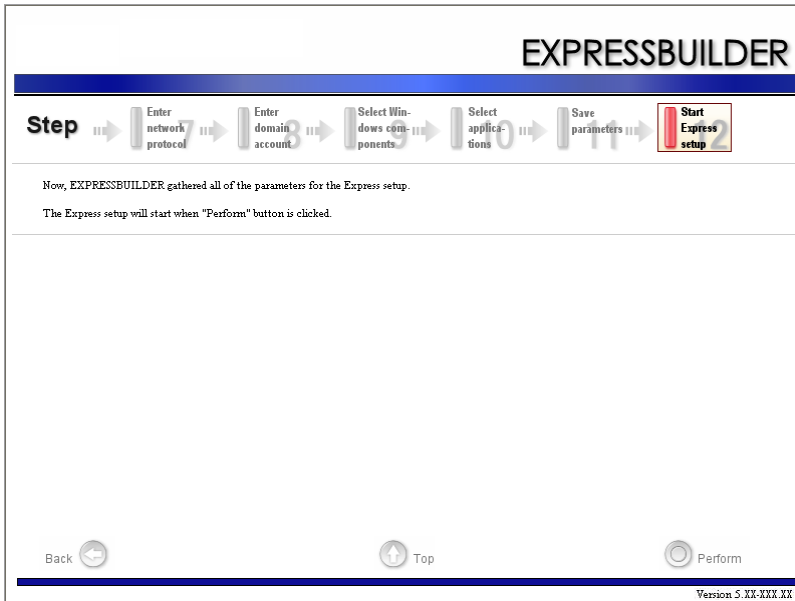 EXPRESSBUILDER
Step
Enter
network
protocol
7
Enter
domain
account
8
Select Win-
dows com-
ponents
9
Select
applica-
tions
10
Save
parameters
11
Start
Express
setup
12
Now, EXPRESSBUILDER gathered all of the parameters for the Express setup.
The Express setup will start when "Perform" button is clicked.
Back
Top
Perform
Version 5.XX-XXX.XX